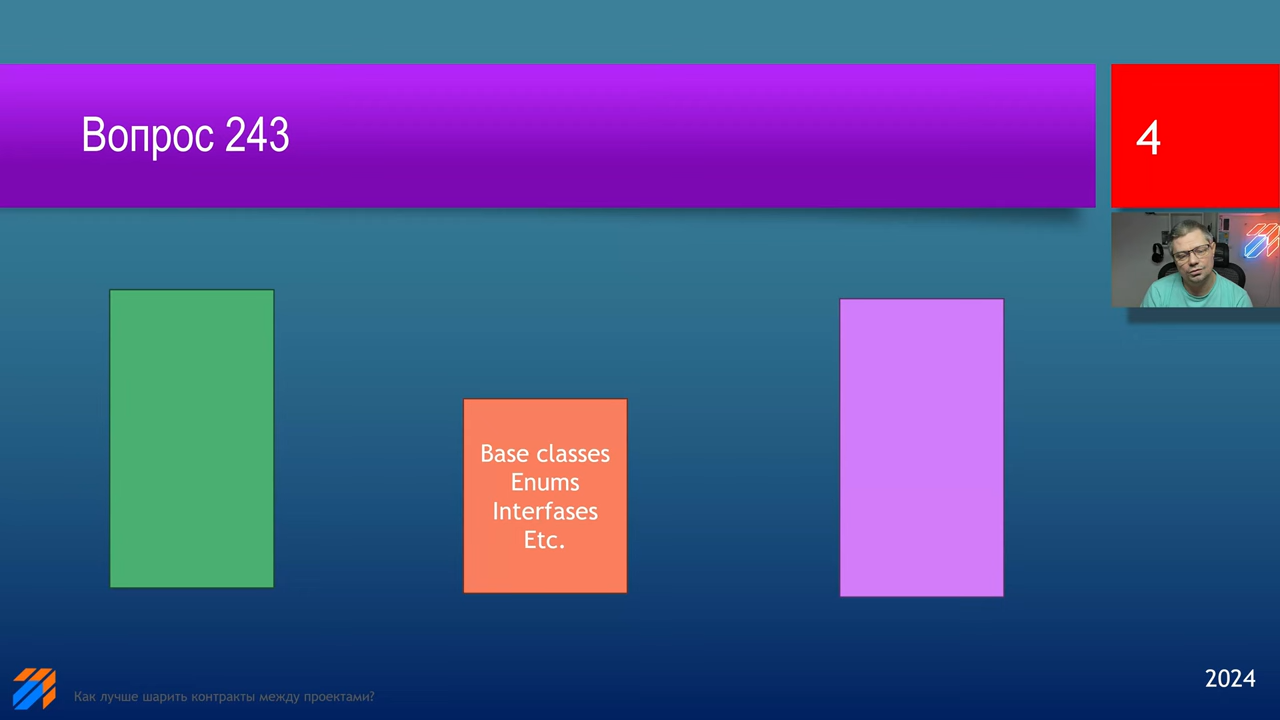 Вопрос 243
4
Base classes
Enums
Interfases
Etc.
Как лучше шарить контракты между проектами?
2024